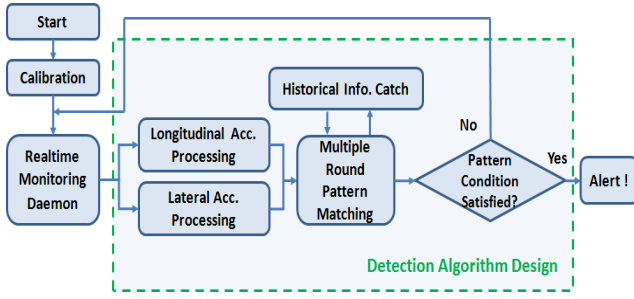 Start
Calibration
Realtime
Monitoring
Daemon
Longitudinal Acc.
Processing
Lateral Acc.
Processing
Historical Info. Catch
Multiple
Round
Pattern
Matching
No
Pattern
Condition
Satisfied?
Yes
Alert !
Detection Algorithm Design